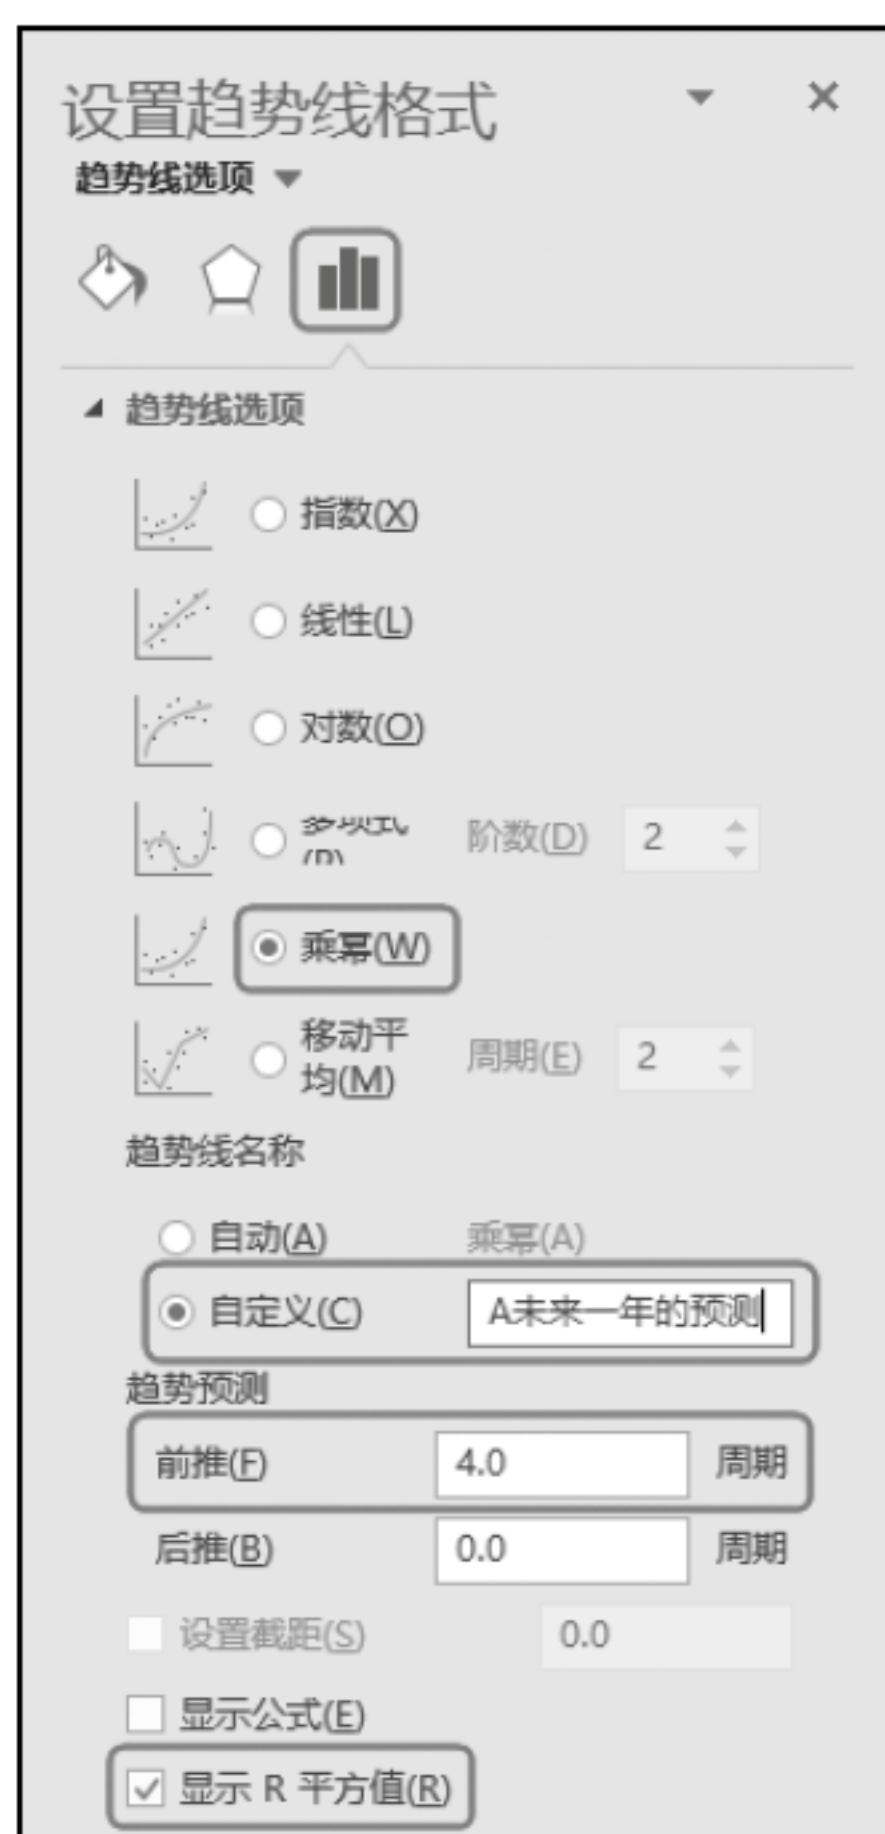 设置趋势线格式
趋势线选项
趋势线选项
指数(X)
线性(L)
对数(O)
多项式(P) 阶数(D) 2
乘幂(W)
移动平
均(M) 周期(E) 2
趋势线名称
自动(A) 乘幂(A)
自定义(C) A未来一年的预测
趋势预测
前推(F) 4.0 周期
后推(B) 0.0 周期
设置截距(S) 0.0
显示公式(E)
显示 R 平方值(R)